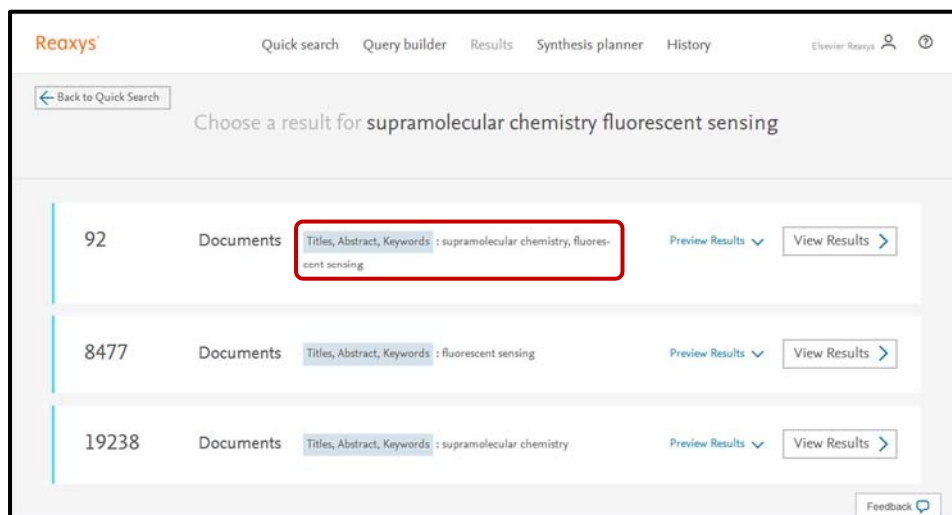 Reaxys®
Quick search Query builder Results Synthesis planner History Elsevier Reaxys
Back to Quick Search
Choose a result for supramolecular chemistry fluorescent sensing
92 Documents Titles, Abstract, Keywords : supramolecular chemistry, fluores-
cent sensing Preview Results View Results
8477 Documents Titles, Abstract, Keywords : fluorescent sensing Preview Results View Results
19238 Documents Titles, Abstract, Keywords : supramolecular chemistry Preview Results View Results
Feedback